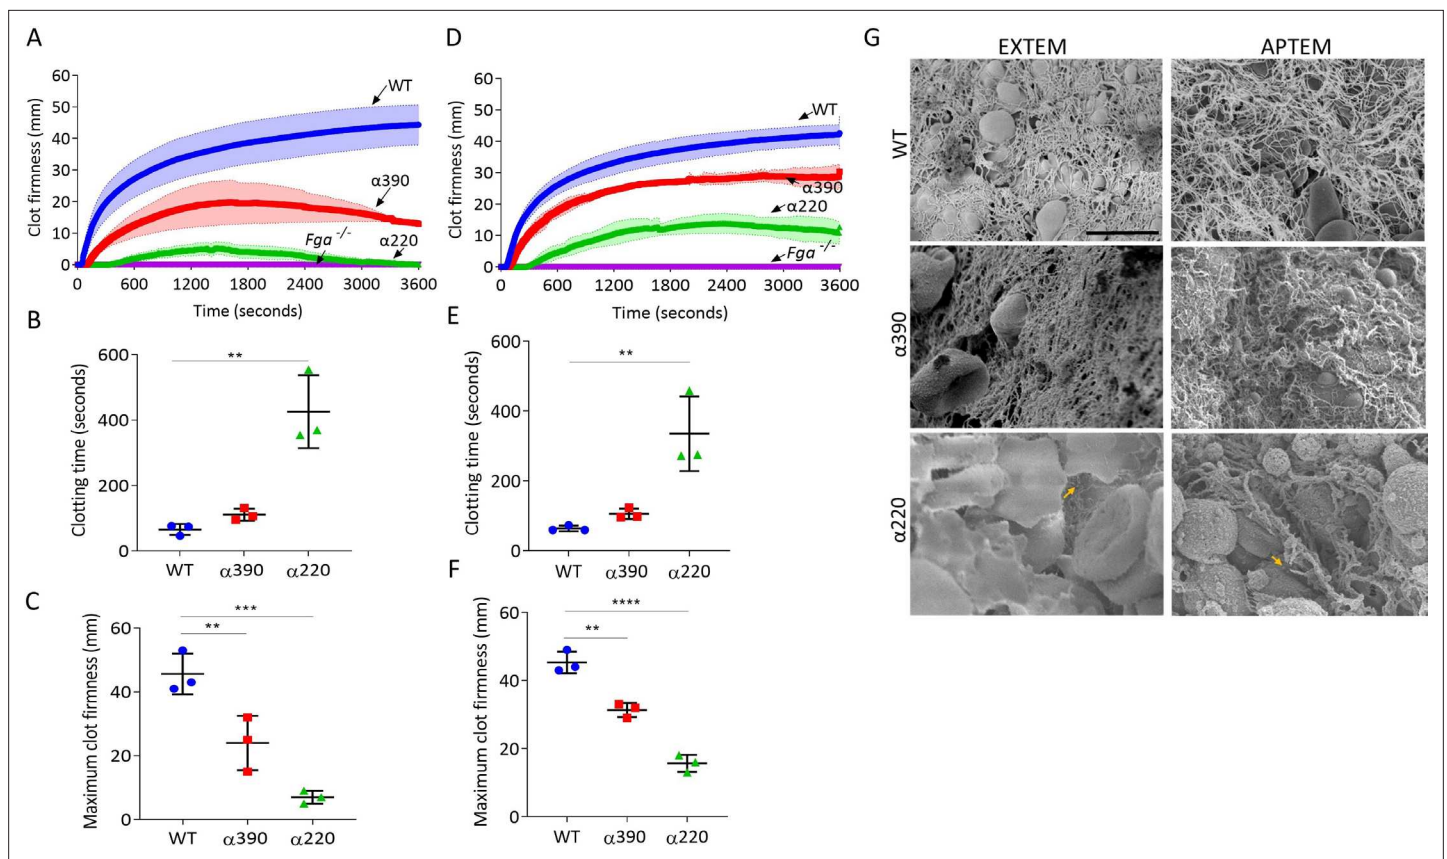 A
Clot firmness (mm)
60
50
40
30
20
10
0
WT
α390
Fga -/-
α220
0 600 1200 1800 2400 3000 3600
Time (seconds)
B
Clotting time (seconds)
600
400
200
0
**
WT α390 α220
C
Maximum clot firmness (mm)
60
40
20
0
***
**
WT α390 α220
D
Clot firmness (mm)
60
50
40
30
20
10
0
WT
α390
α220
Fga -/-
0 600 1200 1800 2400 3000 3600
Time (seconds)
E
Clotting time (seconds)
600
400
200
0
**
WT α390 α220
F
Maximum clot firmness (mm)
60
40
20
0
****
**
WT α390 α220
G
EXTEM APTEM
WT
α390
α220